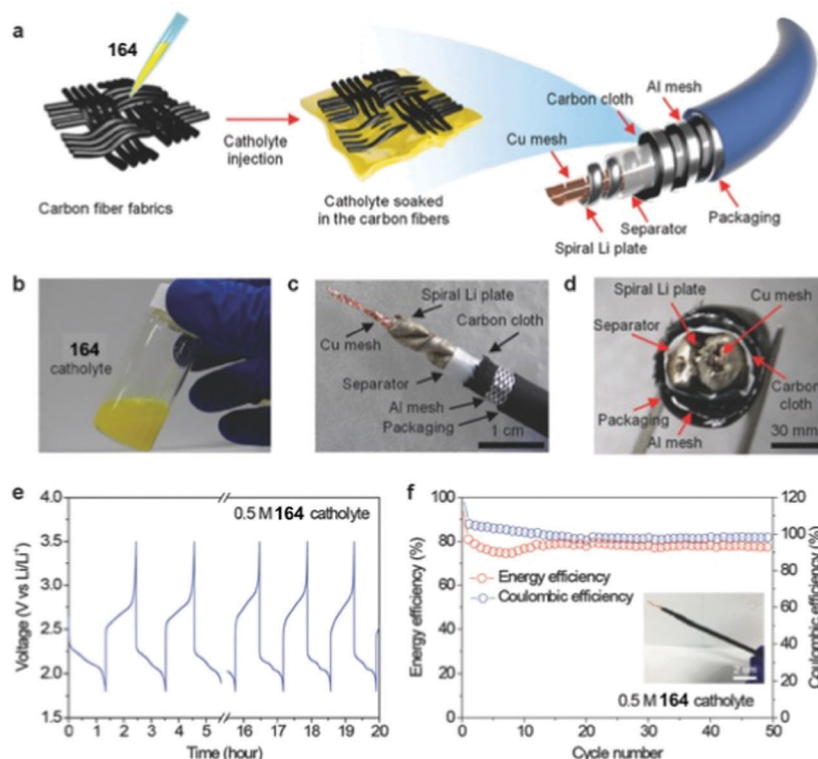 a
164
Catholyte
injection
Carbon fiber fabrics
Catholyte soaked
in the carbon fibers
Cu mesh
Carbon cloth
Al mesh
Spiral Li plate
Separator
Packaging
b
164
catholyte
c
Spiral Li plate
Cu mesh
Carbon cloth
Separator
Al mesh
Packaging
1 cm
d
Spiral Li plate
Cu mesh
Separator
Packaging
Al mesh
Carbon
cloth
30 mm
e
0.5 M 164 catholyte
Voltage (V vs Li/Li⁺)
4.0
3.5
3.0
2.5
2.0
1.5
0 1 2 3 4 5 16 17 18 19 20
Time (hour)
f
Energy efficiency (%)
100
80
60
40
20
0
Energy efficiency
Coulombic efficiency
2 cm
0.5 M 164 catholyte
0 10 20 30 40 50
Cycle number
120
100
80
60
40
20
0
Coulombic efficiency (%)